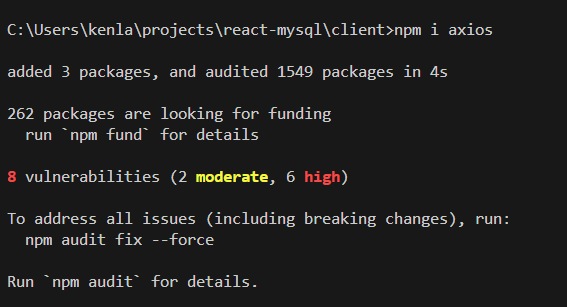 C:\Users\kenla\projects\react-mysql\client>npm i axios
added 3 packages, and audited 1549 packages in 4s
262 packages are looking for funding
  run `npm fund` for details
8 vulnerabilities (2 moderate, 6 high)
To address all issues (including breaking changes), run:
  npm audit fix --force
Run `npm audit` for details.